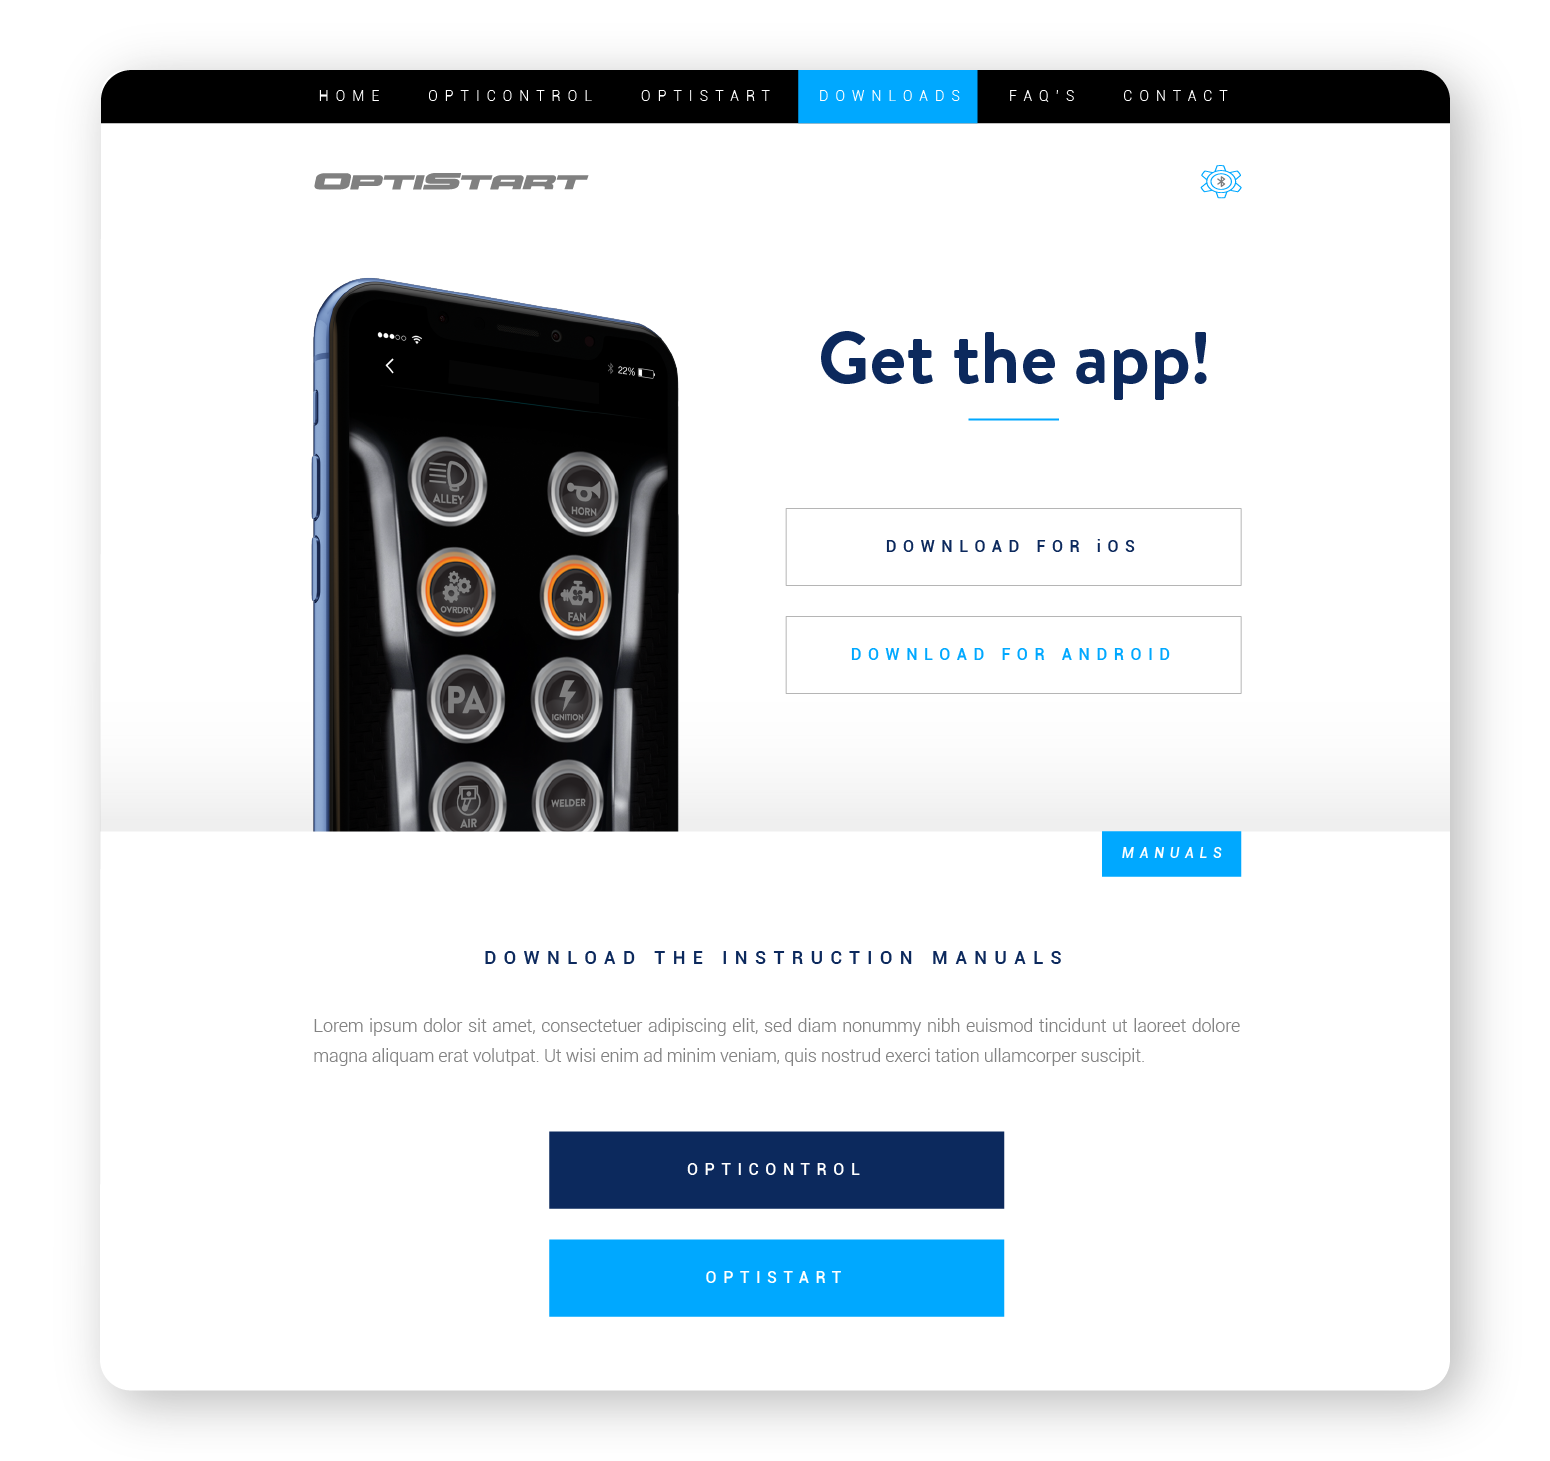 HOME OPTICONTROL OPTISTART DOWNLOADS FAQ'S CONTACT
OPTISTART
22%
ALLEY
HORN
OVRDRV
FAN
PA
IGNITION
AIR
WELDER
Get the app!
DOWNLOAD FOR iOS
DOWNLOAD FOR ANDROID
MANUALS
DOWNLOAD THE INSTRUCTION MANUALS
Lorem ipsum dolor sit amet, consectetuer adipiscing elit, sed diam nonummy nibh euismod tincidunt ut laoreet dolore
magna aliquam erat volutpat. Ut wisi enim ad minim veniam, quis nostrud exerci tation ullamcorper suscipit.
OPTICONTROL
OPTISTART